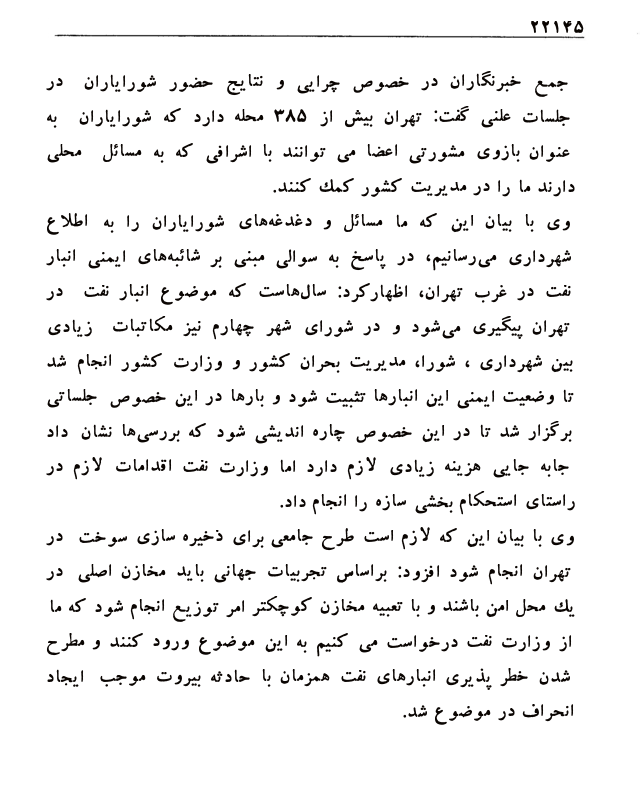 ۲۲۱۴۵
جمع خبرنگاران در خصوص چرایی و نتایج حضور شورایاران در
جلسات علنی گفت: تهران بیش از ۳۸۵ محله دارد که شورایاران به
عنوان بازوی مشورتی اعضا می توانند با اشرافی که به مسائل محلی
دارند ما را در مدیریت کشور کمك کنند.
وی با بیان این که ما مسائل و دغدغه‌های شورایاران را به اطلاع
شهرداری می‌رسانیم، در پاسخ به سوالی مبنی بر شائبه‌های ایمنی انبار
نفت در غرب تهران، اظهارکرد: سال‌هاست که موضوع انبار نفت در
تهران پیگیری می‌شود و در شورای شهر چهارم نیز مکاتبات زیادی
بین شهرداری ، شورا، مدیریت بحران کشور و وزارت کشور انجام شد
تا وضعیت ایمنی این انبارها تثبیت شود و بارها در این خصوص جلساتی
برگزار شد تا در این خصوص چاره اندیشی شود که بررسی‌ها نشان داد
جابه جایی هزینه زیادی لازم دارد اما وزارت نفت اقدامات لازم در
راستای استحکام بخشی سازه را انجام داد.
وی با بیان این که لازم است طرح جامعی برای ذخیره سازی سوخت در
تهران انجام شود افزود: براساس تجربیات جهانی باید مخازن اصلی در
یك محل امن باشند و با تعبیه مخازن کوچکتر امر توزیع انجام شود که ما
از وزارت نفت درخواست می کنیم به این موضوع ورود کنند و مطرح
شدن خطر پذیری انبارهای نفت همزمان با حادثه بیروت موجب ایجاد
انحراف در موضوع شد.